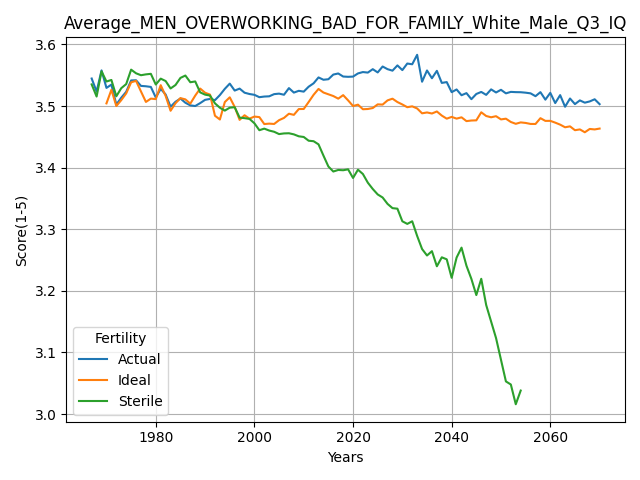 Average_MEN_OVERWORKING_BAD_FOR_FAMILY_White_Male_Q3_IQ
3.6
3.5
3.4
3.3
3.2
3.1
3.0
Score(1-5)
Fertility
Actual
Ideal
Sterile
1980
2000
2020
2040
2060
Years